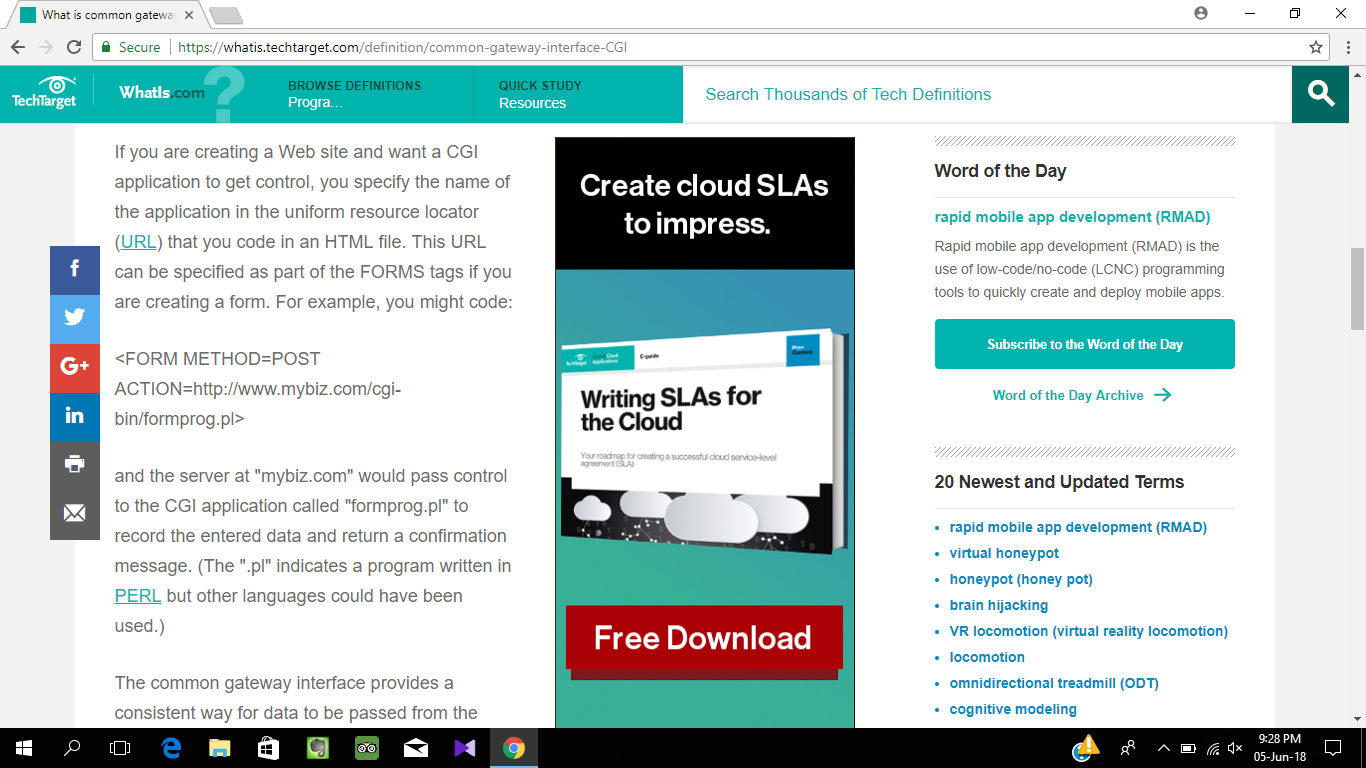 What is common gateway
Secure
https://whatis.techtarget.com/definition/common-gateway-interface-CGI
TechTarget
WhatIs.com
?
BROWSE DEFINITIONS
Progra...
QUICK STUDY
Resources
Search Thousands of Tech Definitions
If you are creating a Web site and want a CGI
application to get control, you specify the name of
the application in the uniform resource locator
(URL) that you code in an HTML file. This URL
can be specified as part of the FORMS tags if you
are creating a form. For example, you might code:
<FORM METHOD=POST
ACTION=http://www.mybiz.com/cgi-
bin/formprog.pl>
and the server at "mybiz.com" would pass control
to the CGI application called "formprog.pl" to
record the entered data and return a confirmation
message. (The ".pl" indicates a program written in
PERL but other languages could have been
used.)
The common gateway interface provides a
consistent way for data to be passed from the
f
G+
in
Create cloud SLAs
to impress.
TechTarget
Cloud
Applications
E-guide
Content
Writing SLAs for
the Cloud
Your roadmap for creating a successful cloud service-level
agreement (SLA)
Free Download
Word of the Day
rapid mobile app development (RMAD)
Rapid mobile app development (RMAD) is the
use of low-code/no-code (LCNC) programming
tools to quickly create and deploy mobile apps.
Subscribe to the Word of the Day
Word of the Day Archive
20 Newest and Updated Terms
rapid mobile app development (RMAD)
virtual honeypot
honeypot (honey pot)
brain hijacking
VR locomotion (virtual reality locomotion)
locomotion
omnidirectional treadmill (ODT)
cognitive modeling
9:28 PM
05-Jun-18